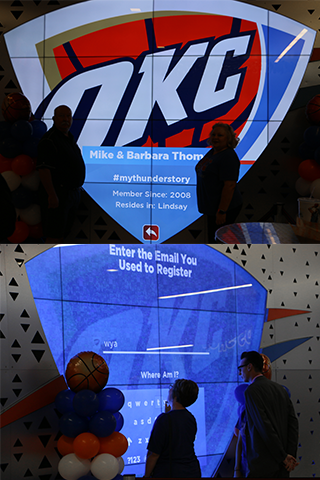 OKC
Mike & Barbara Thom
#mythunderstory
Member Since: 2008
Resides in: Lindsay
Enter the Email You
Used to Register
wya
Where Am I?
q w e r t
a s d
z
?123